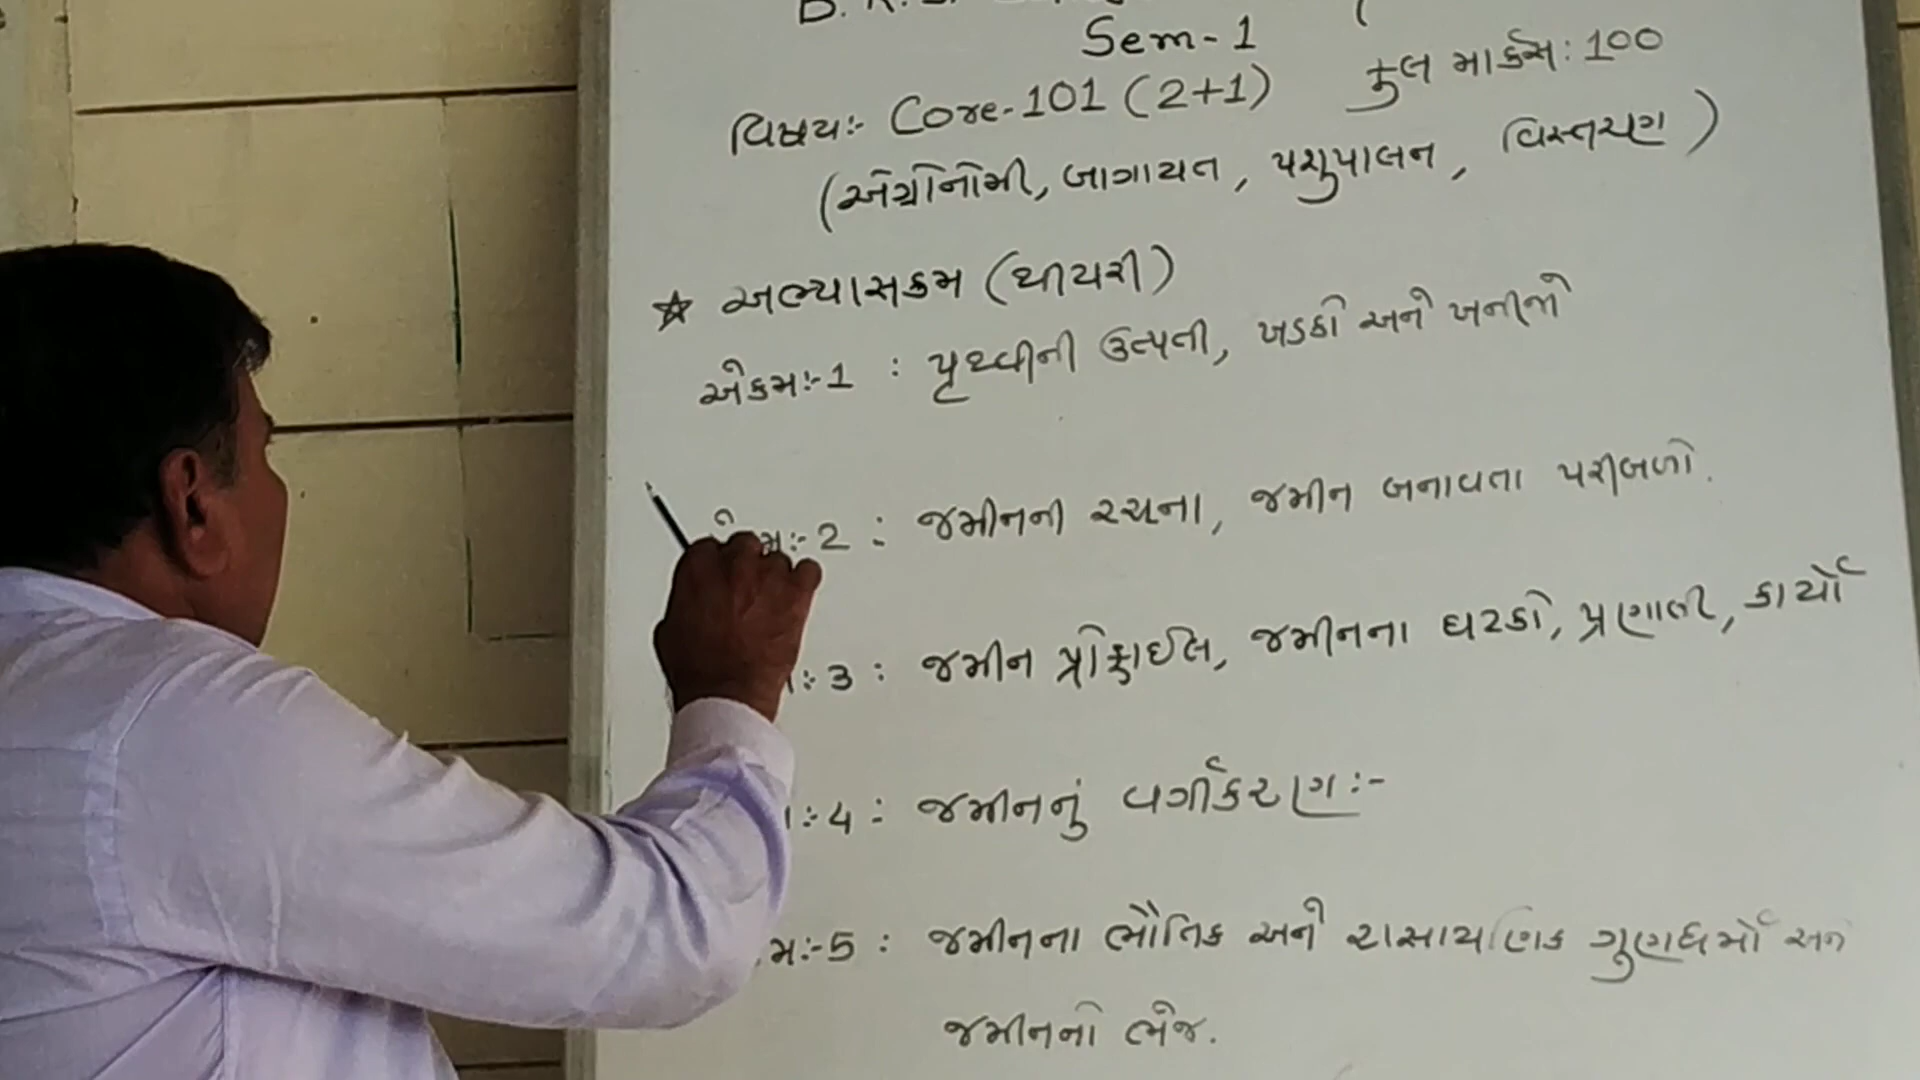 Sem-1
વિષય:- Core-101 (2+1) કુલ માર્ક્સ: 100
(એગ્રોનોમી, બાગાયત, પશુપાલન, વિસ્તરણ)
☆ અભ્યાસક્રમ (થીયરી)
એકમ:-1 : પૃથ્વીની ઉત્પતી, ખડકો અને ખનીજો
મ:-2 : જમીનની રચના, જમીન બનાવતા પરીબળો.
:-3 : જમીન પ્રોફાઈલ, જમીનના ઘટકો, પ્રણાલી, કાર્યો
:-4 : જમીનનું વર્ગીકરણ:-
મ:-5 : જમીનના ભૌતિક અને રાસાયણિક ગુણધર્મો અને
જમીનનો ભેજ.